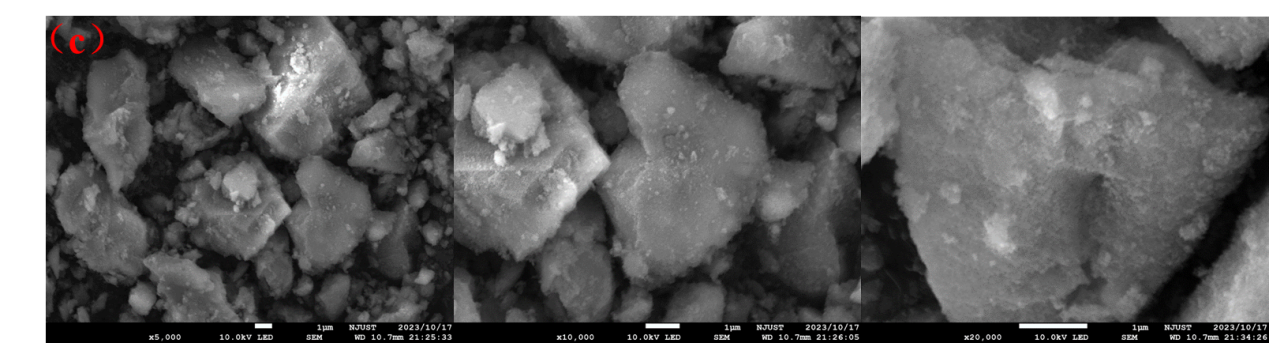 (c)
1μm NJUST 2023/10/17
x5,000 10.0kV LED SEM WD 10.7mm 21:25:33
1μm NJUST 2023/10/17
x10,000 10.0kV LED SEM WD 10.7mm 21:26:05
1μm NJUST 2023/10/17
x20,000 10.0kV LED SEM WD 10.7mm 21:34:26